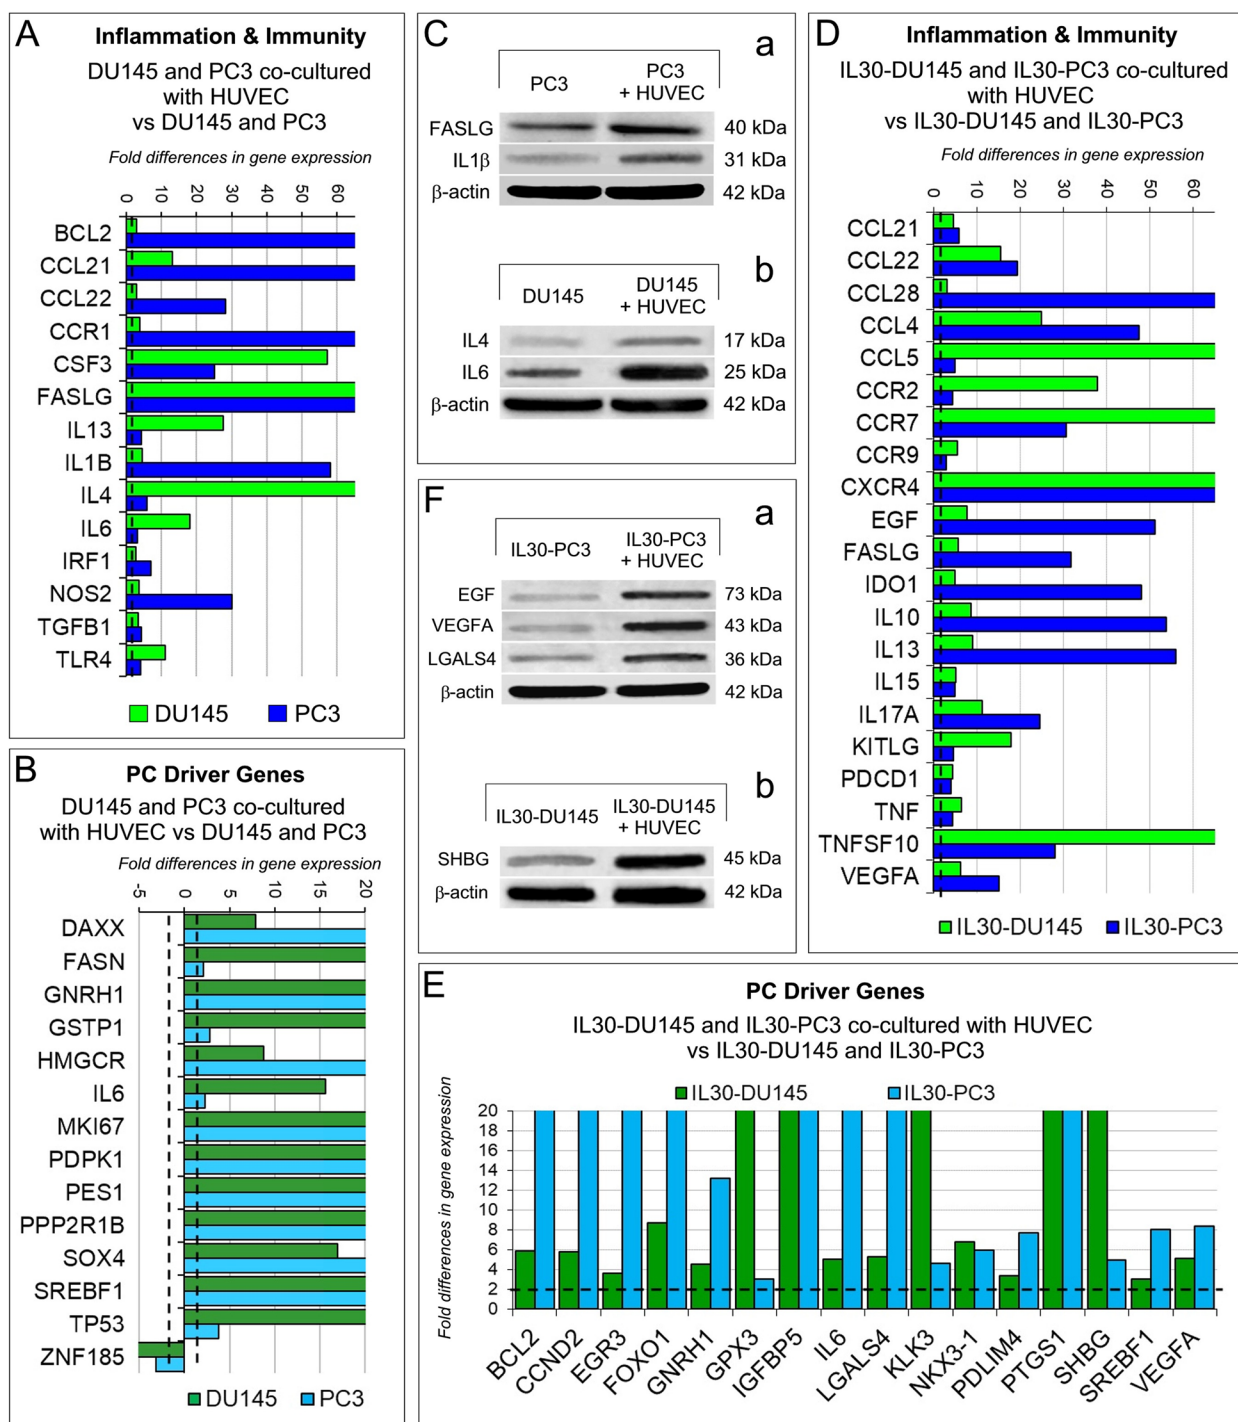 A
Inflammation & Immunity
DU145 and PC3 co-cultured
with HUVEC
vs DU145 and PC3
Fold differences in gene expression
0 10 20 30 40 50 60
BCL2
CCL21
CCL22
CCR1
CSF3
FASLG
IL13
IL1B
IL4
IL6
IRF1
NOS2
TGFB1
TLR4
DU145 PC3
B
PC Driver Genes
DU145 and PC3 co-cultured
with HUVEC vs DU145 and PC3
Fold differences in gene expression
-5 0 5 10 15 20
DAXX
FASN
GNRH1
GSTP1
HMGCR
IL6
MKI67
PDPK1
PES1
PPP2R1B
SOX4
SREBF1
TP53
ZNF185
DU145 PC3
C
a
PC3 PC3
+ HUVEC
FASLG 40 kDa
IL1β 31 kDa
β-actin 42 kDa
b
DU145 DU145
+ HUVEC
IL4 17 kDa
IL6 25 kDa
β-actin 42 kDa
F
a
IL30-PC3 IL30-PC3
+ HUVEC
EGF 73 kDa
VEGFA 43 kDa
LGALS4 36 kDa
β-actin 42 kDa
b
IL30-DU145 IL30-DU145
+ HUVEC
SHBG 45 kDa
β-actin 42 kDa
D
Inflammation & Immunity
IL30-DU145 and IL30-PC3 co-cultured
with HUVEC
vs IL30-DU145 and IL30-PC3
Fold differences in gene expression
0 10 20 30 40 50 60
CCL21
CCL22
CCL28
CCL4
CCL5
CCR2
CCR7
CCR9
CXCR4
EGF
FASLG
IDO1
IL10
IL13
IL15
IL17A
KITLG
PDCD1
TNF
TNFSF10
VEGFA
IL30-DU145 IL30-PC3
E
PC Driver Genes
IL30-DU145 and IL30-PC3 co-cultured with HUVEC
vs IL30-DU145 and IL30-PC3
IL30-DU145 IL30-PC3
Fold differences in gene expression
20
18
16
14
12
10
8
6
4
2
0
BCL2 CCND2 EGR3 FOXO1 GNRH1 GPX3 IGFBP5 IL6 LGALS4 KLK3 NKX3-1 PDLIM4 PTGS1 SHBG SREBF1 VEGFA